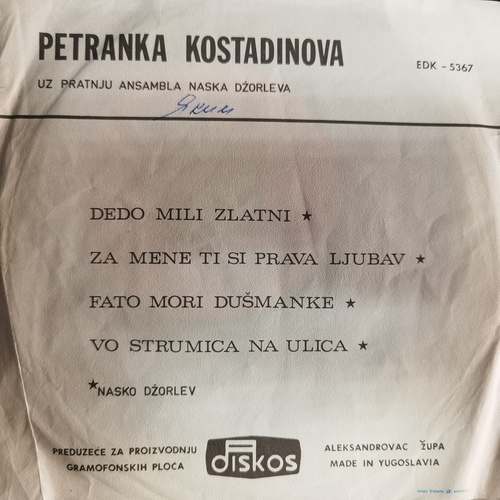 PETRANKA KOSTADINOVA
EDK - 5367
UZ PRATNJU ANSAMBLA NASKA DŽORLEVA
DEDO MILI ZLATNI ★
ZA MENE TI SI PRAVA LJUBAV ★
FATO MORI DUŠMANKE ★
VO STRUMICA NA ULICA ★
★NASKO DŽORLEV
PREDUZEĆE ZA PROIZVODNJU
GRAMOFONSKIH PLOČA
diskos
ALEKSANDROVAC ŽUPA
MADE IN YUGOSLAVIA